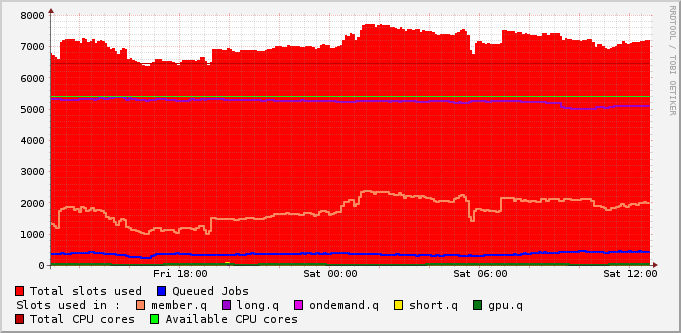 8000
7000
6000
5000
4000
3000
2000
1000
0
Fri 18:00 Sat 00:00 Sat 06:00 Sat 12:00
Total slots used Queued Jobs
Slots used in : member.q long.q ondemand.q short.q gpu.q
Total CPU cores Available CPU cores
RRDTOOL / TOBI OETIKER